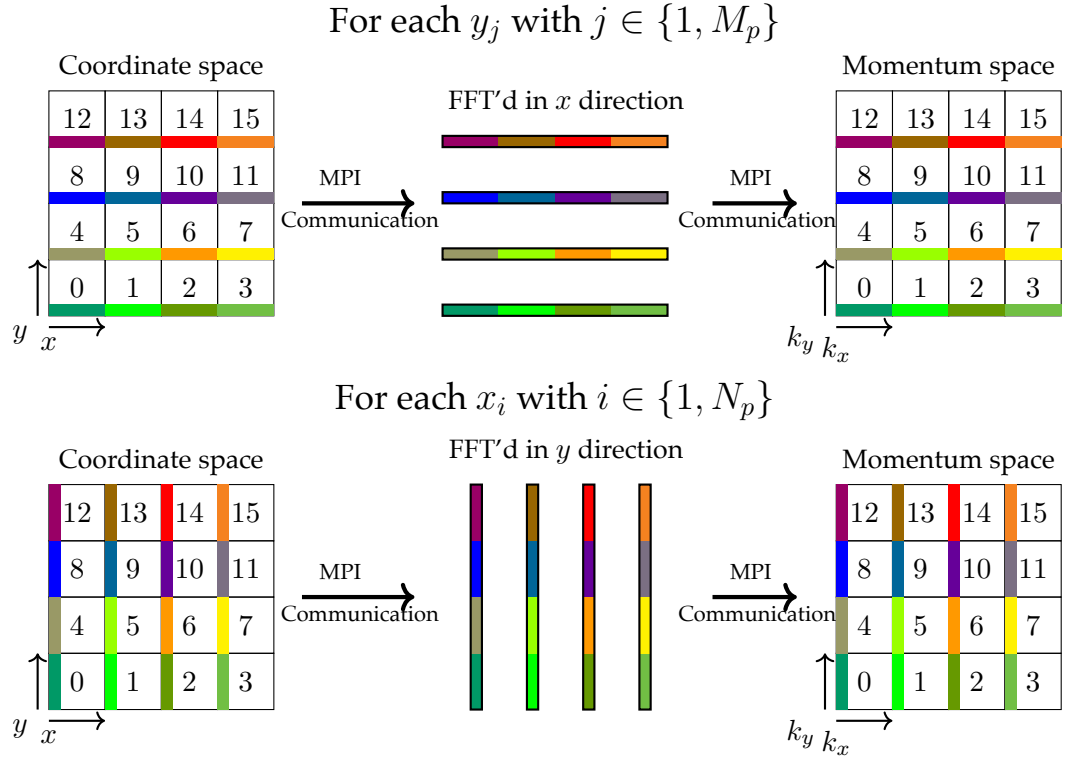 For each $y_j$ with $j \in \{1, M_p\}$
Coordinate space
12 13 14 15
8 9 10 11
4 5 6 7
0 1 2 3
y
x
MPI
Communication
FFT'd in $x$ direction
MPI
Communication
Momentum space
12 13 14 15
8 9 10 11
4 5 6 7
0 1 2 3
$k_y$ $k_x$
For each $x_i$ with $i \in \{1, N_p\}$
Coordinate space
12 13 14 15
8 9 10 11
4 5 6 7
0 1 2 3
y x
MPI
Communication
FFT'd in $y$ direction
MPI
Communication
Momentum space
12 13 14 15
8 9 10 11
4 5 6 7
0 1 2 3
$k_y$ $k_x$